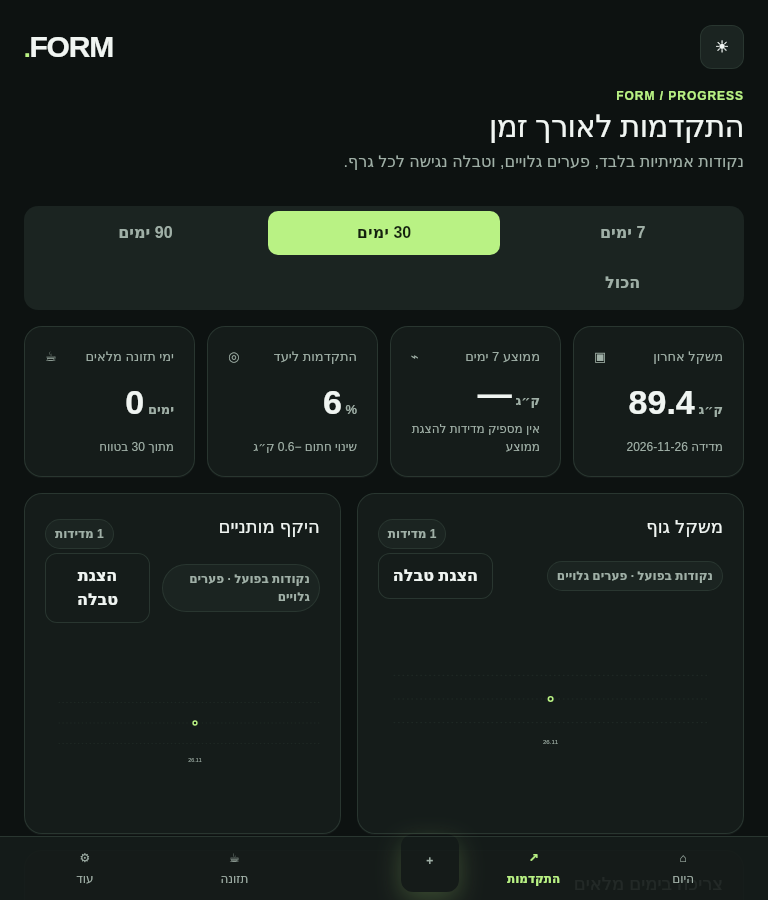 FORM.
FORM / PROGRESS
התקדמות לאורך זמן
נקודות אמיתיות בלבד, פערים גלויים, וטבלה נגישה לכל גרף.
7 ימים
30 ימים
90 ימים
הכול
משקל אחרון
89.4 ק״ג
מדידה 2026-11-26
ממוצע 7 ימים
— ק״ג
אין מספיק מדידות להצגת
ממוצע
התקדמות ליעד
6 %
שינוי חתום −0.6 ק״ג
ימי תזונה מלאים
0 ימים
מתוך 30 בטווח
משקל גוף
1 מדידות
נקודות בפועל · פערים גלויים
הצגת טבלה
26.11
היקף מותניים
1 מדידות
נקודות בפועל · פערים
גלויים
הצגת
טבלה
26.11
צריכה בימים מלאים
היום
התקדמות
+
תזונה
עוד